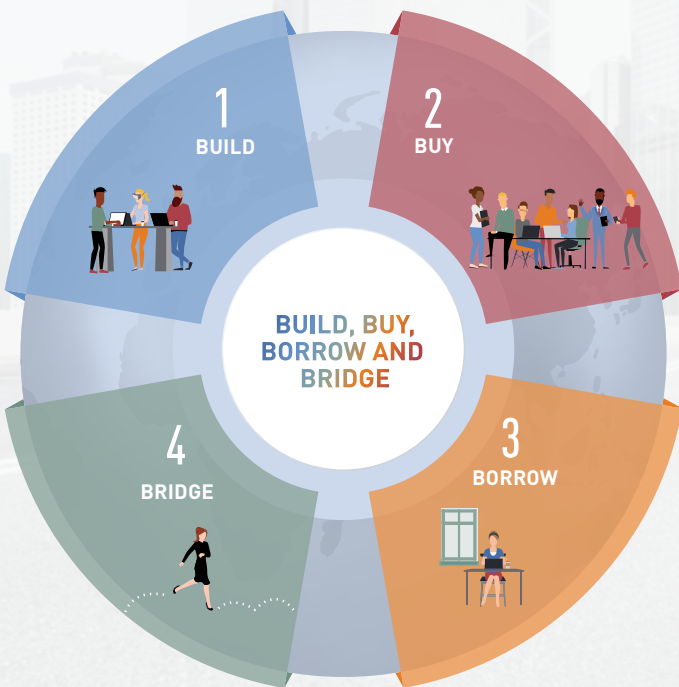 1
BUILD
2
BUY
BUILD, BUY,
BORROW AND
BRIDGE
4
BRIDGE
3
BORROW